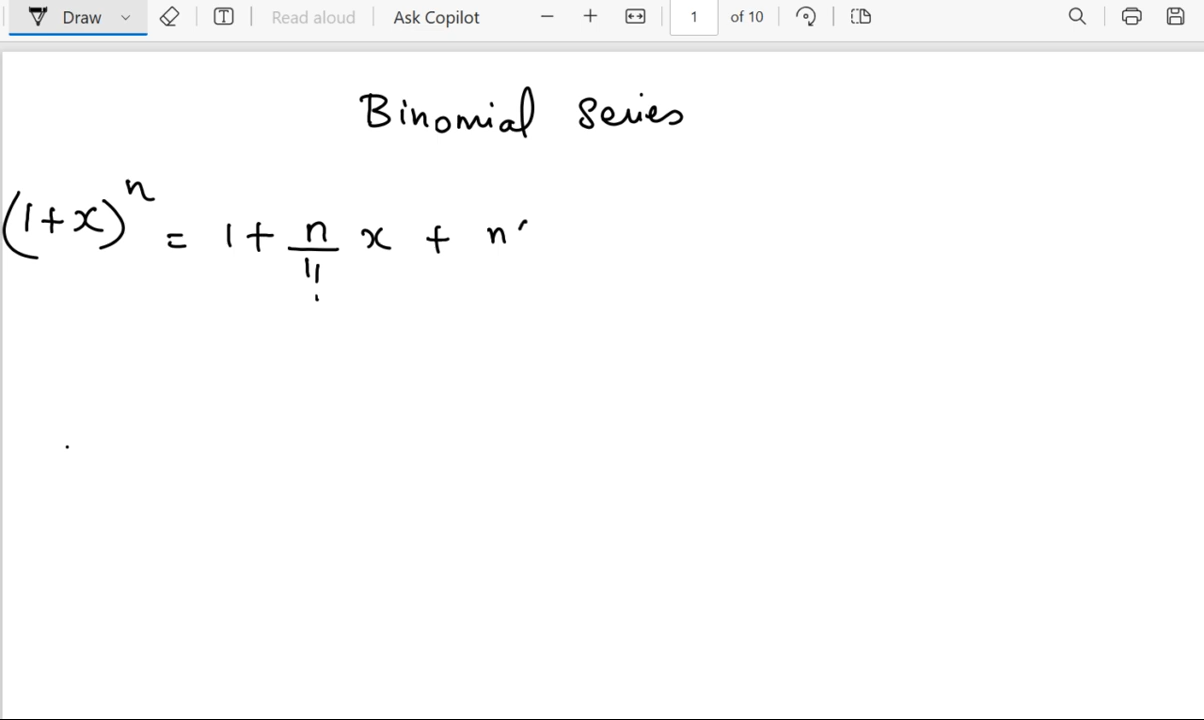 Draw
Read aloud
Ask Copilot
1
of 10
Binomial series
(1+x)^n = 1 + n/1! x + n